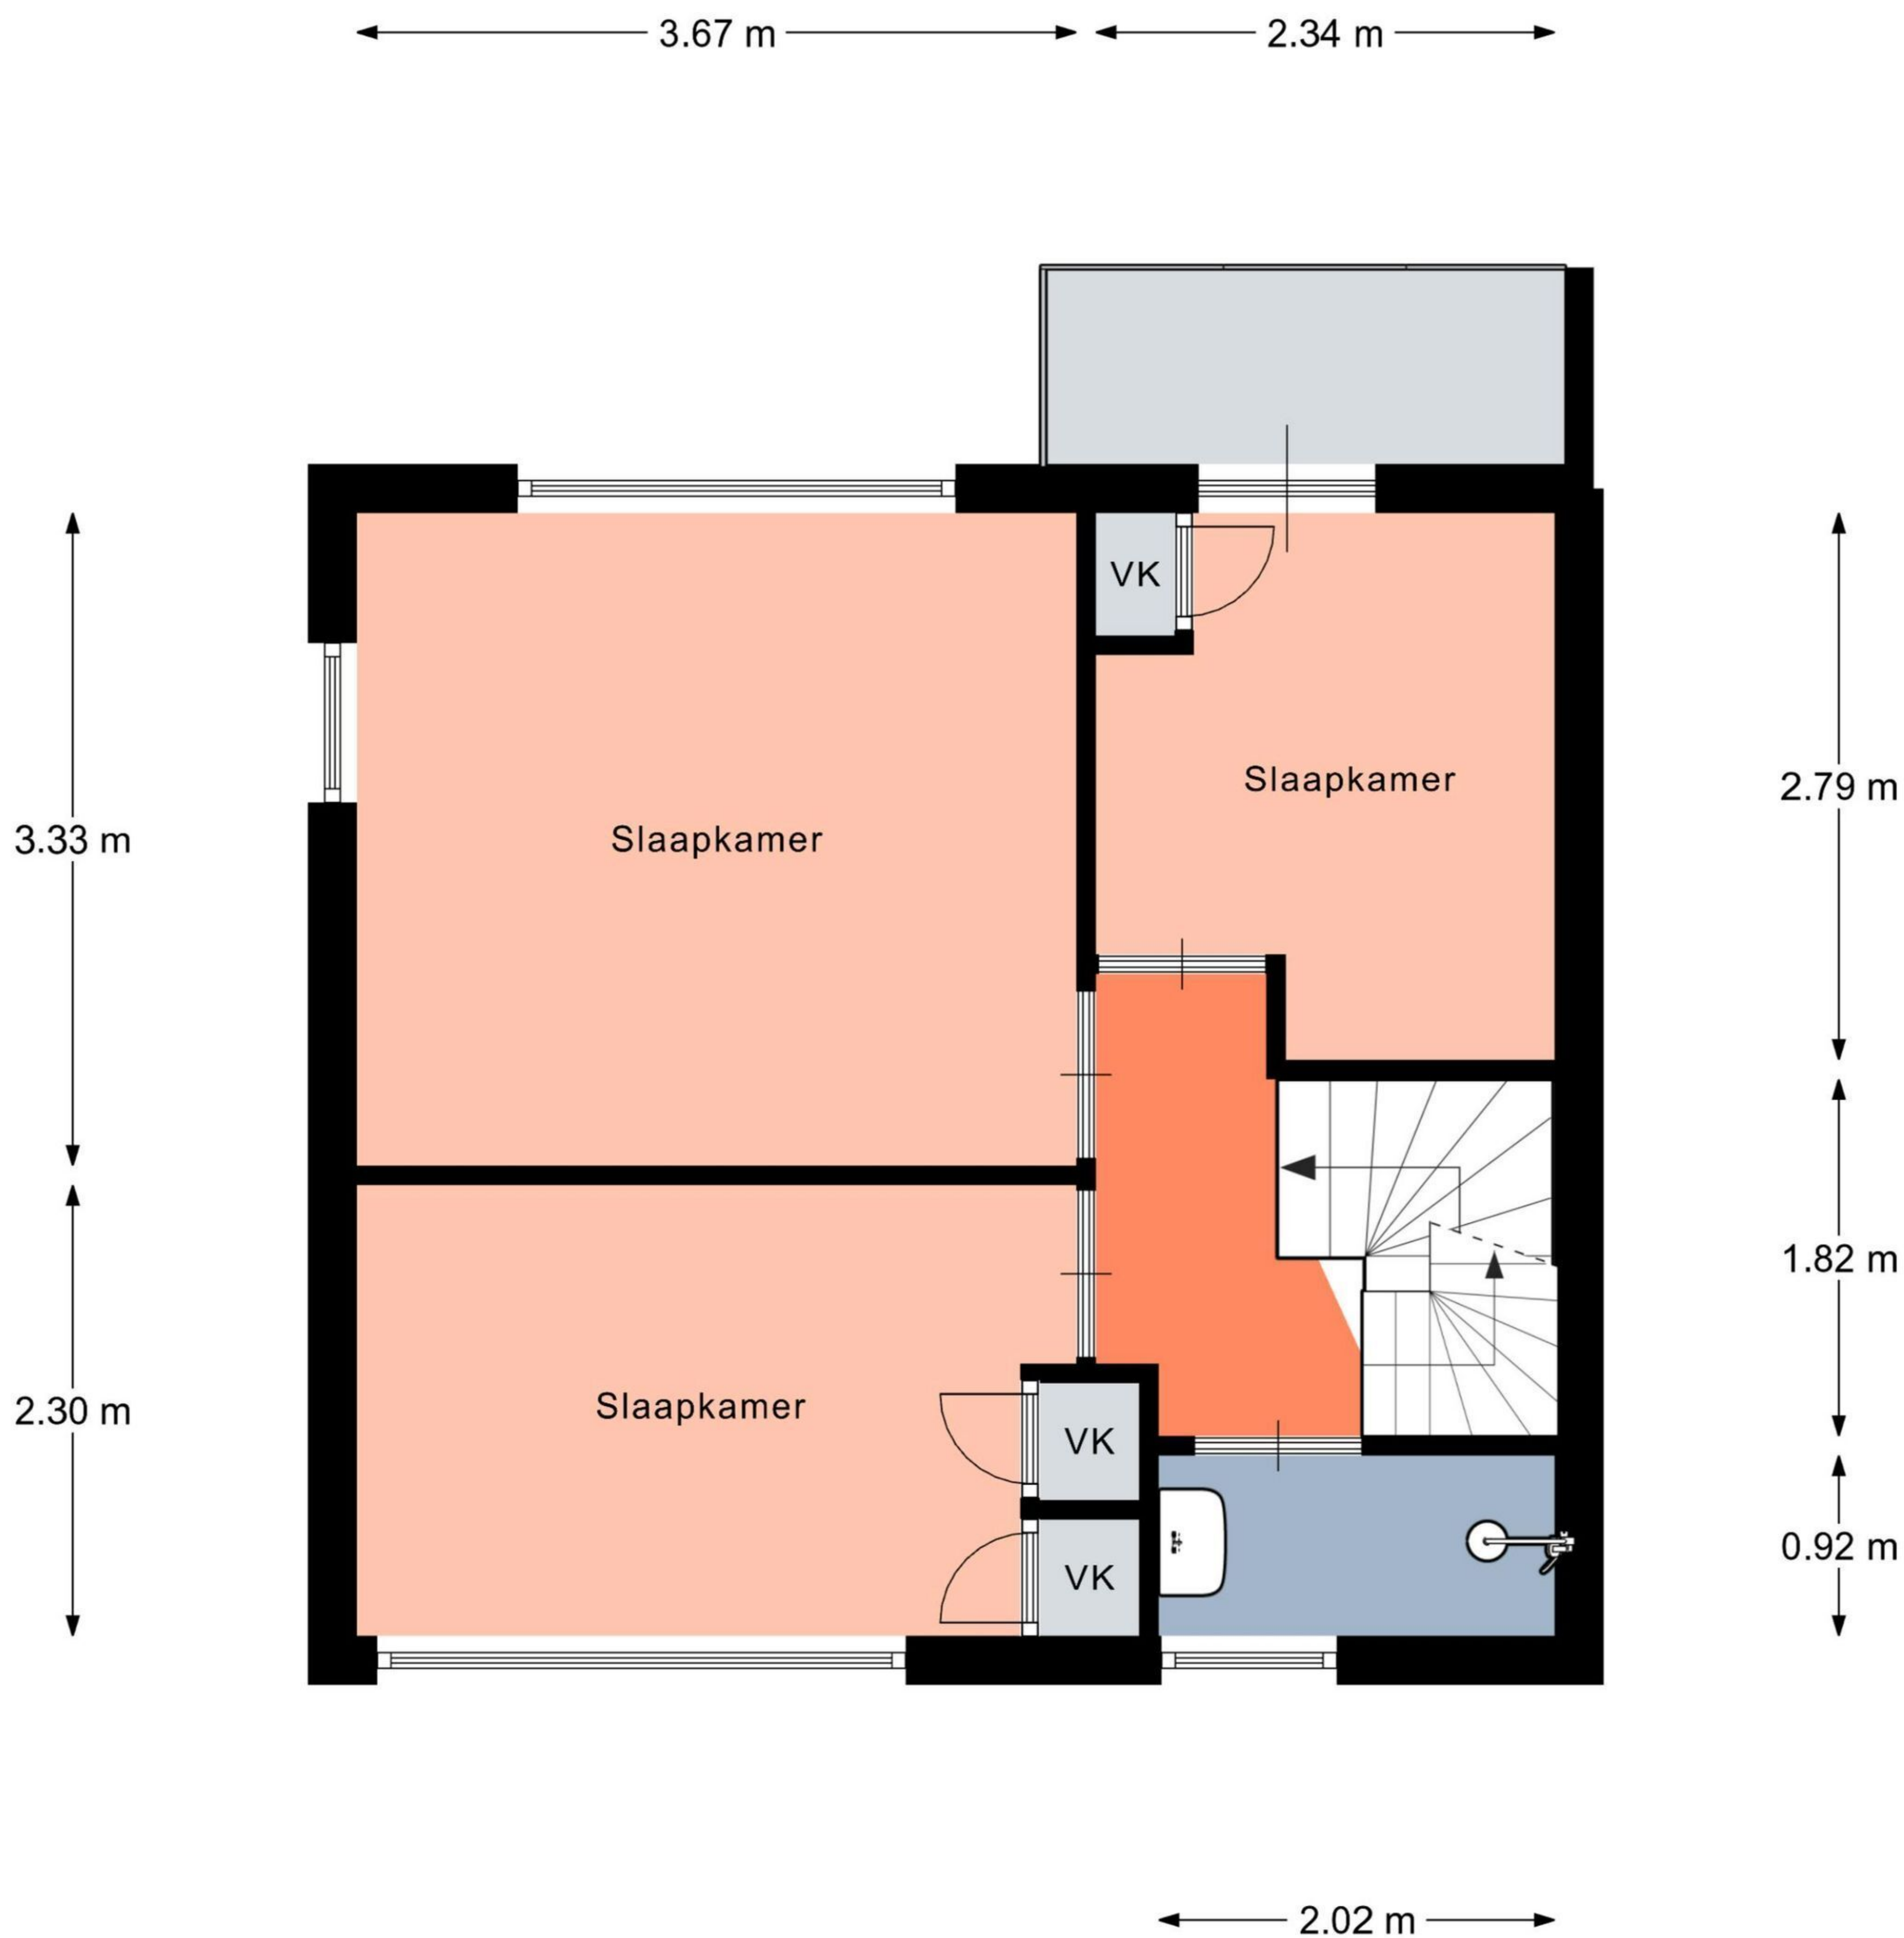 3.67 m
2.34 m
VK
Slaapkamer
2.79 m
3.33 m
Slaapkamer
1.82 m
2.30 m
Slaapkamer
VK
0.92 m
VK
2.02 m